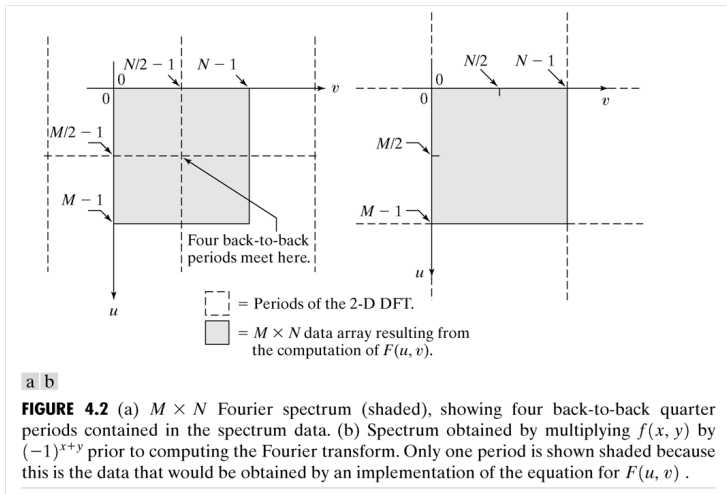 N/2 − 1
N − 1
0
0
v
M/2 − 1
M − 1
Four back-to-back
periods meet here.
u
N/2
N − 1
0
0
v
M/2
M − 1
u
= Periods of the 2-D DFT.
= M × N data array resulting from
the computation of F(u, v).
a b
FIGURE 4.2 (a) M × N Fourier spectrum (shaded), showing four back-to-back quarter
periods contained in the spectrum data. (b) Spectrum obtained by multiplying f(x, y) by
(−1)^x+y prior to computing the Fourier transform. Only one period is shown shaded because
this is the data that would be obtained by an implementation of the equation for F(u, v) .